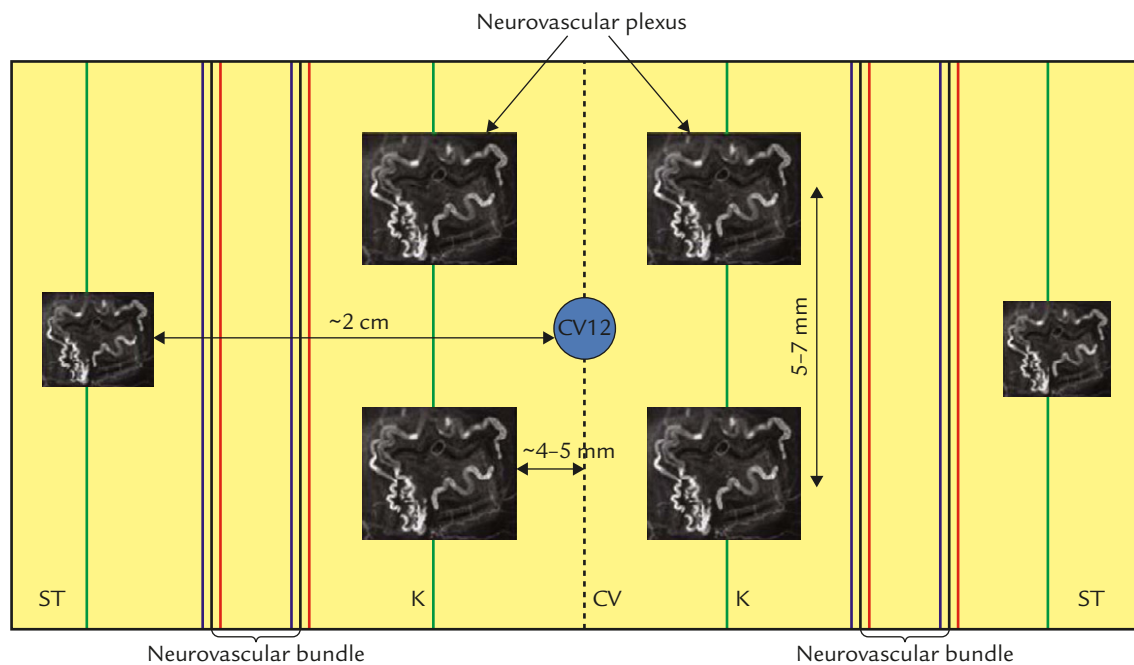 Neurovascular plexus
~2 cm
CV12
5–7 mm
~4–5 mm
ST
K
CV
K
ST
Neurovascular bundle
Neurovascular bundle